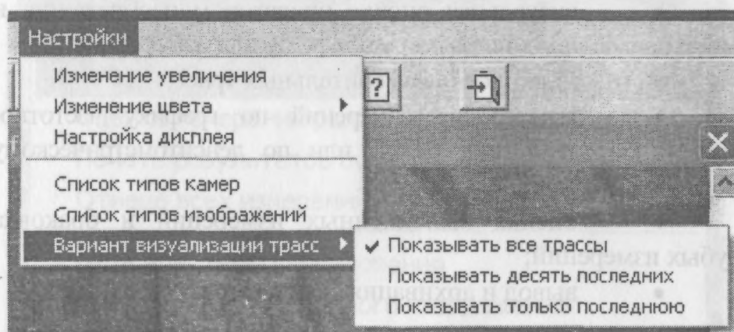 Настройки
Изменение увеличения
Изменение цвета
Настройка дисплея
Список типов камер
Список типов изображений
Вариант визуализации трасс
✔ Показывать все трассы
Показывать десять последних
Показывать только последнюю